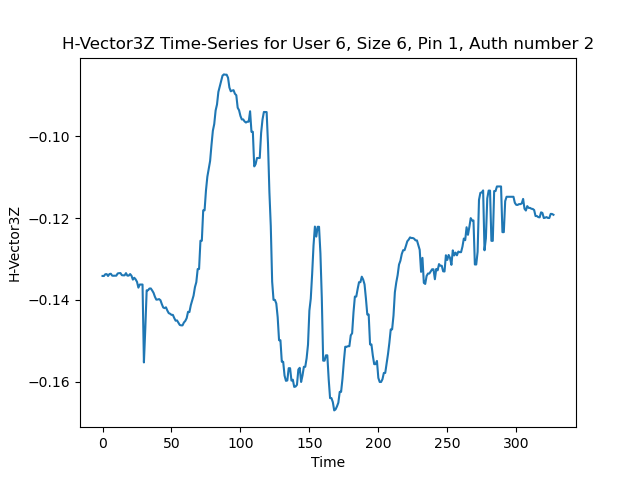 H-Vector3Z Time-Series for User 6, Size 6, Pin 1, Auth number 2
−0.10
−0.12
−0.14
−0.16
H-Vector3Z
0 50 100 150 200 250 300
Time